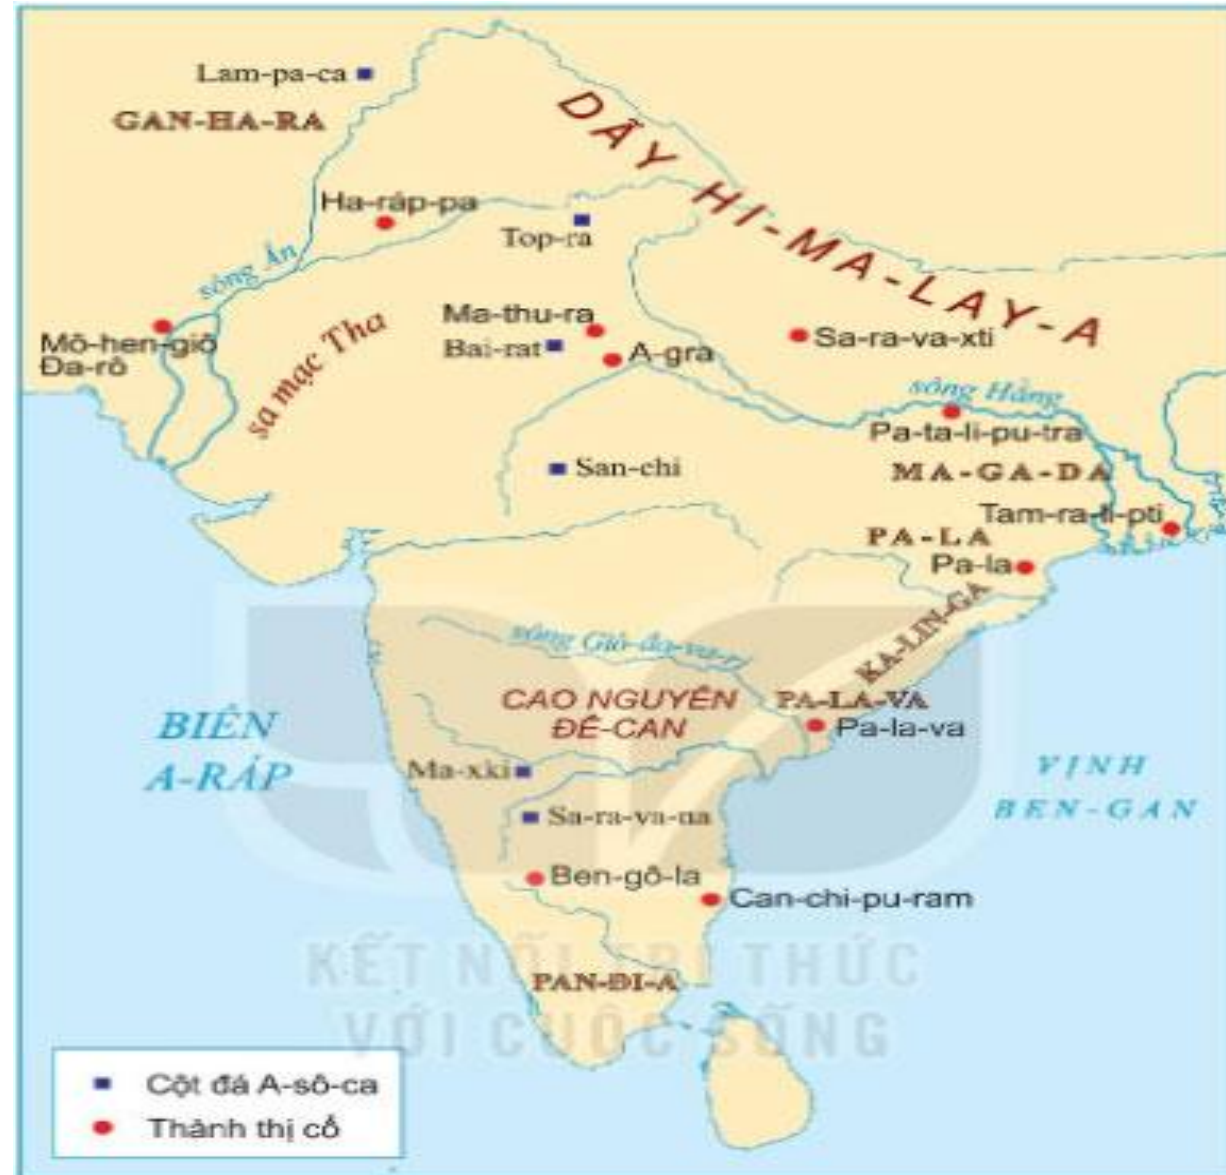 Lam-pa-ca
GAN-HA-RA
DÃY HI-MA-LAY-A
Ha-ráp-pa
Top-ra
sông Ấn
Ma-thu-ra
Mô-hen-giô
Đa-rô
sa mạc Tha
Bai-rat
A-gra
Sa-ra-va-xti
sông Hằng
Pa-ta-li-pu-tra
San-chi
MA-GA-DA
Tam-ra-li-pti
PA-LA
Pa-la
KA-LIN-GA
sông Giô-đa-va-ri
CAO NGUYÊN
ĐÊ-CAN
PA-LA-VA
Pa-la-va
BIỂN
A-RÁP
Ma-xki
VỊNH
BEN-GAN
Sa-ra-va-na
Ben-gô-la
Can-chi-pu-ram
KẾT NỐI TRI THỨC
PAN-ĐI-A
VỚI CUỘC SỐNG
Cột đá A-sô-ca
Thành thị cổ